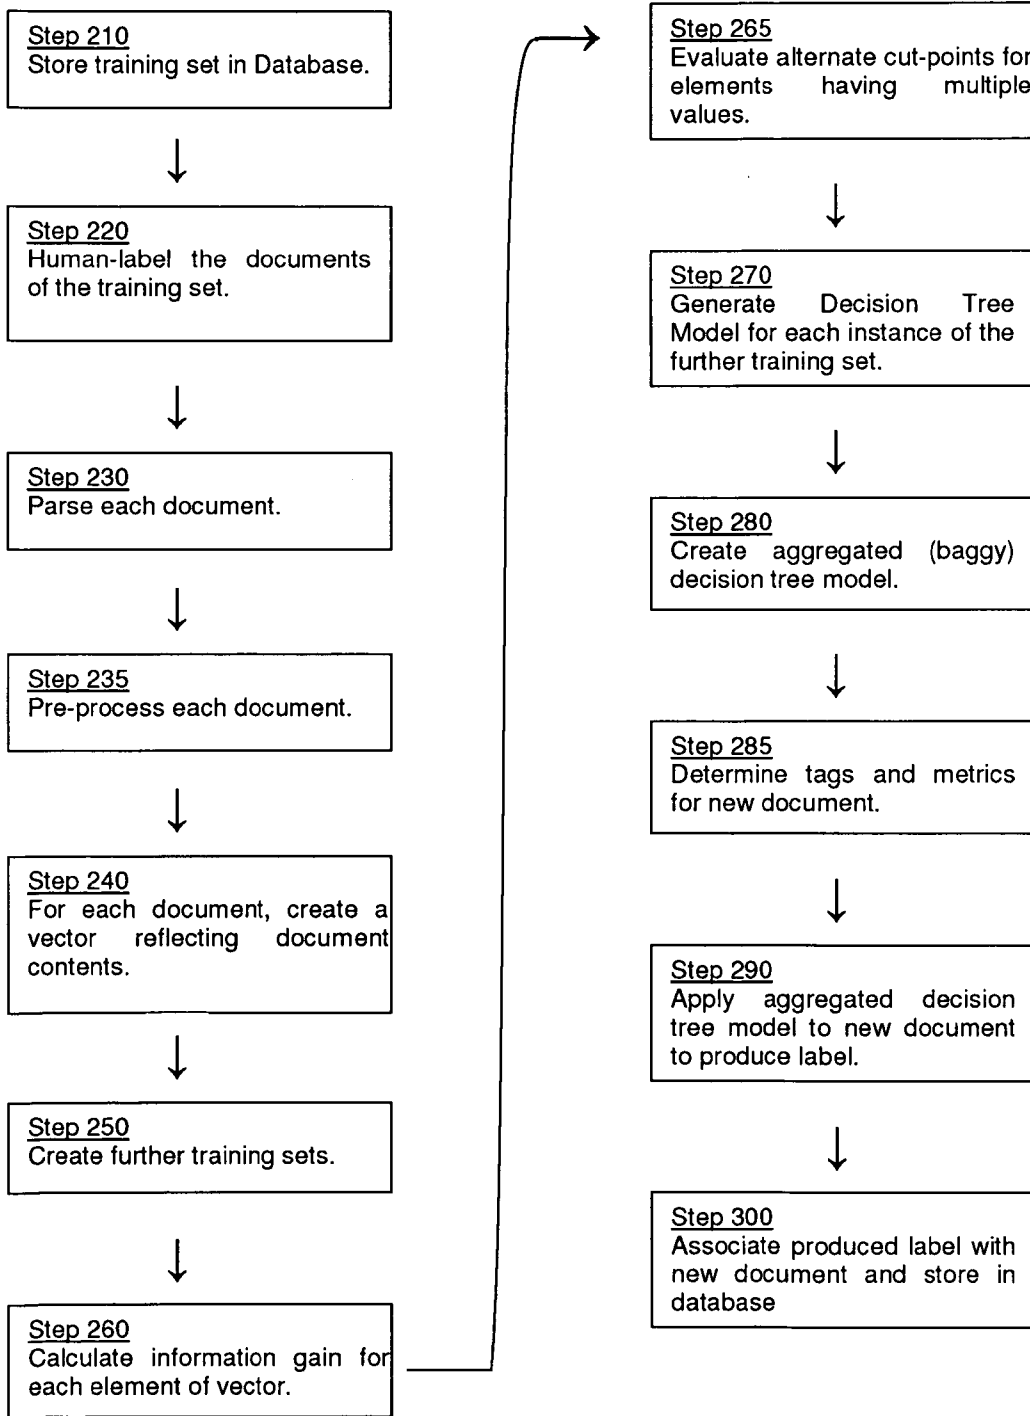 Step 210
Store training set in Database.
Step 220
Human-label the documents
of the training set.
Step 230
Parse each document.
Step 235
Pre-process each document.
Step 240
For each document, create a
vector reflecting document
contents.
Step 250
Create further training sets.
Step 260
Calculate information gain for
each element of vector.
Step 265
Evaluate alternate cut-points for
elements having multiple
values.
Step 270
Generate Decision Tree
Model for each instance of the
further training set.
Step 280
Create aggregated (baggy)
decision tree model.
Step 285
Determine tags and metrics
for new document.
Step 290
Apply aggregated decision
tree model to new document
to produce label.
Step 300
Associate produced label with
new document and store in
database